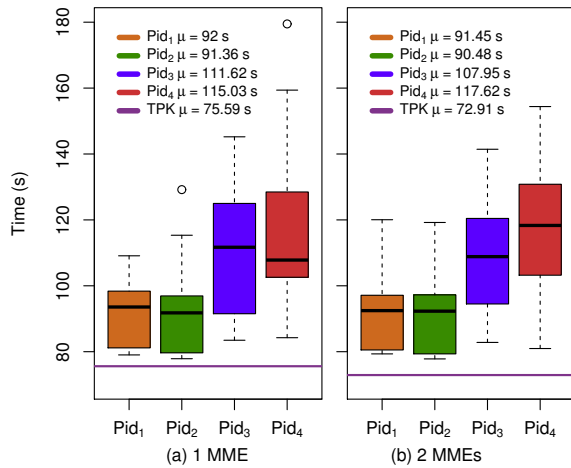 Time (s)
180
160
140
120
100
80
Pid₁ μ = 92 s
Pid₂ μ = 91.36 s
Pid₃ μ = 111.62 s
Pid₄ μ = 115.03 s
TPK μ = 75.59 s
Pid₁ Pid₂ Pid₃ Pid₄
(a) 1 MME
Pid₁ μ = 91.45 s
Pid₂ μ = 90.48 s
Pid₃ μ = 107.95 s
Pid₄ μ = 117.62 s
TPK μ = 72.91 s
Pid₁ Pid₂ Pid₃ Pid₄
(b) 2 MMEs